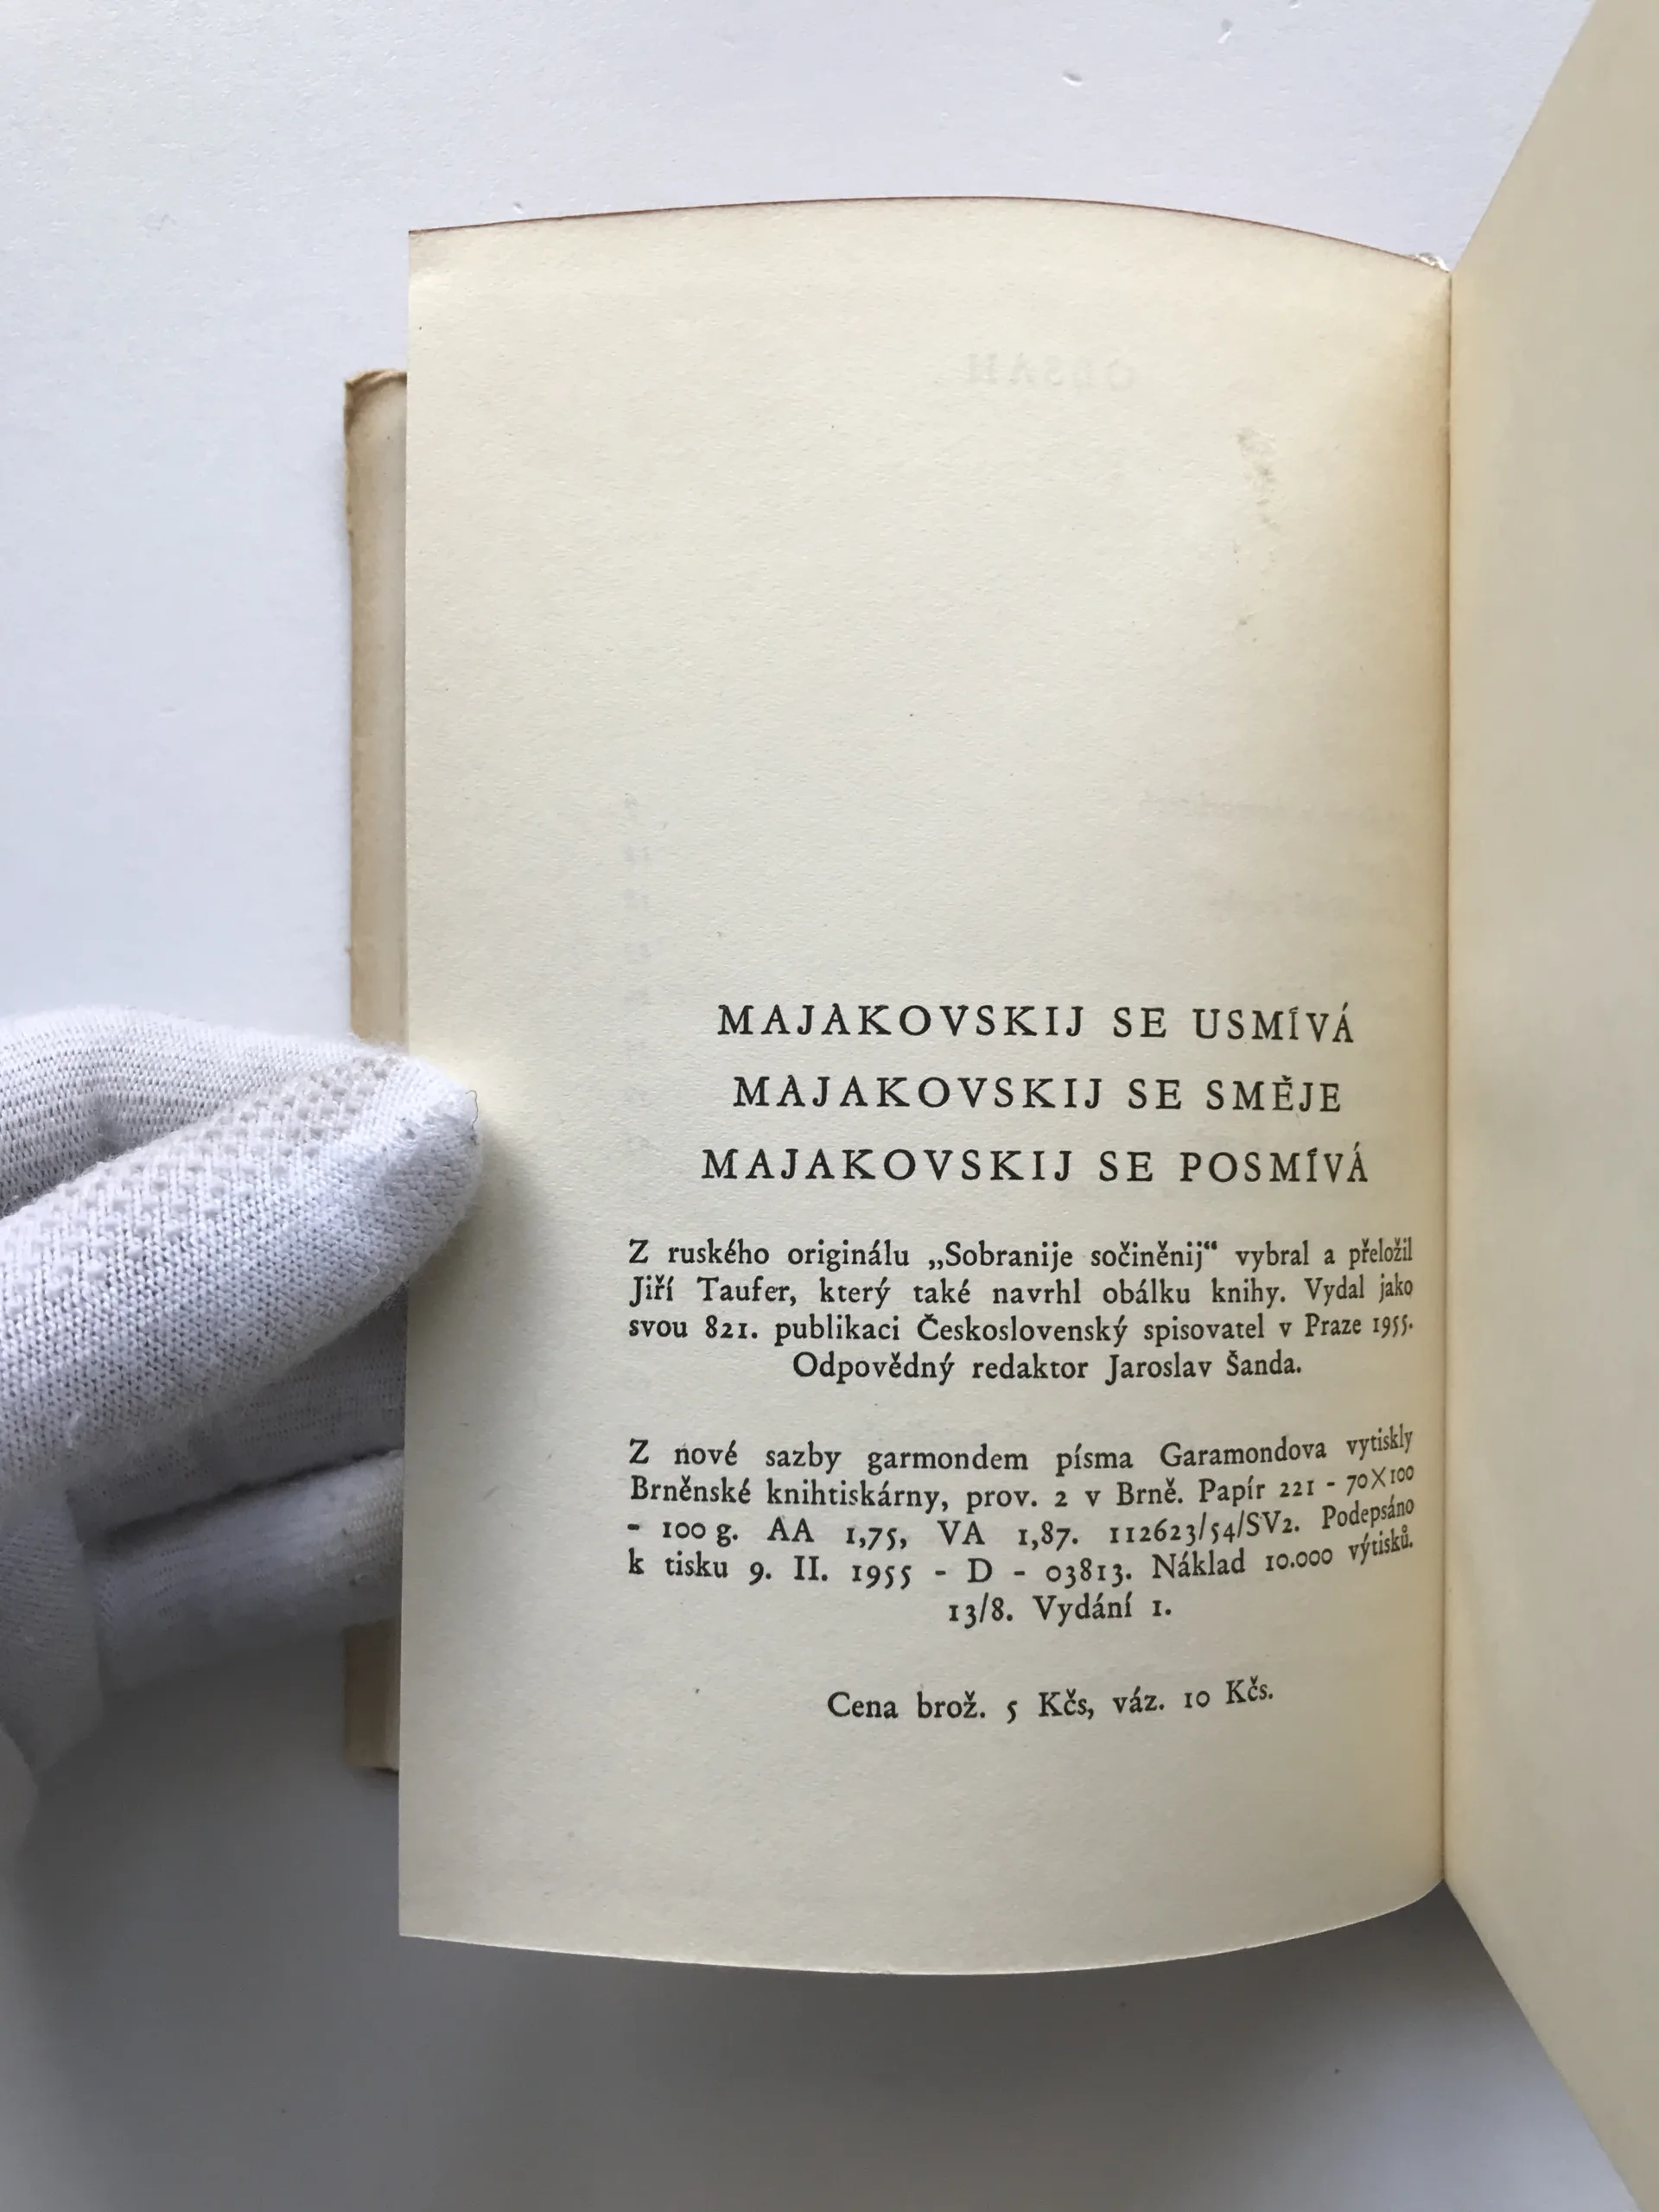 MAJAKOVSKIJ SE USMÍVÁ
MAJAKOVSKIJ SE SMĚJE
MAJAKOVSKIJ SE POSMÍVÁ
Z ruského originálu „Sobranije sočiněnij“ vybral a přeložil
Jiří Taufer, který také navrhl obálku knihy. Vydal jako
svou 821. publikaci Československý spisovatel v Praze 1955.
Odpovědný redaktor Jaroslav Šanda.
Z nové sazby garmondem písma Garamondova vytiskly
Brněnské knihtiskárny, prov. 2 v Brně. Papír 221 - 70×100
- 100 g. AA 1,75, VA 1,87. 112623/54/SV2. Podepsáno
k tisku 9. II. 1955 - D - 03813. Náklad 10.000 výtisků.
13/8. Vydání 1.
Cena brož. 5 Kčs, váz. 10 Kčs.